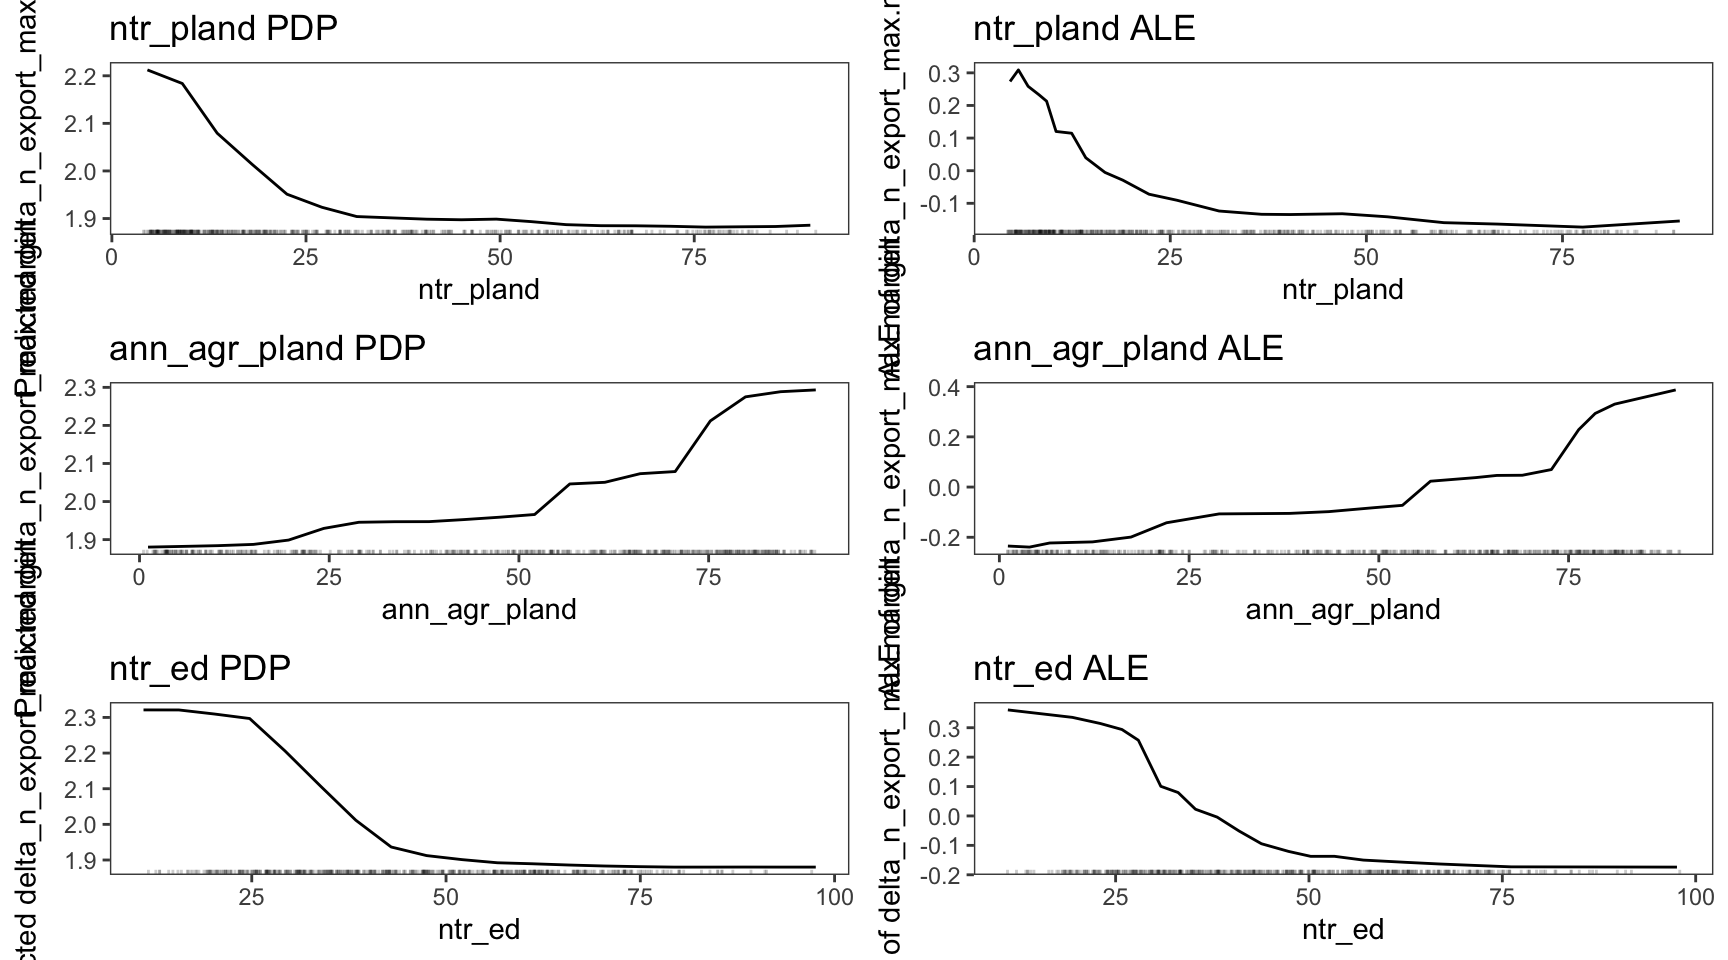 ntr_pland PDP
2.2
2.1
2.0
1.9
0 25 50 75
ntr_pland
ntr_pland ALE
0.3
0.2
0.1
0.0
-0.1
0 25 50 75
ntr_pland
ann_agr_pland PDP
2.3
2.2
2.1
2.0
1.9
0 25 50 75
ann_agr_pland
ann_agr_pland ALE
0.4
0.2
0.0
-0.2
0 25 50 75
ann_agr_pland
ntr_ed PDP
2.3
2.2
2.1
2.0
1.9
25 50 75 100
ntr_ed
ntr_ed ALE
0.3
0.2
0.1
0.0
-0.1
-0.2
25 50 75 100
ntr_ed
delta_n_export
of delta_n_export